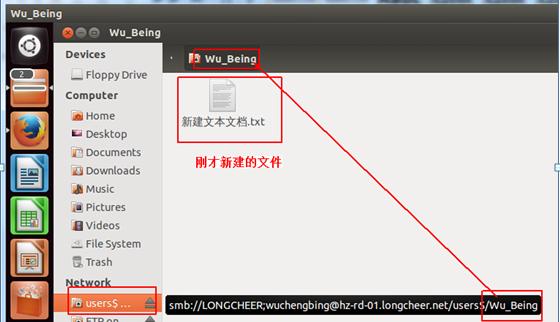 Wu_Being
Wu_Being
Devices
Floppy Drive
Computer
Home
Desktop
Documents
Downloads
Music
Pictures
Videos
File System
Trash
Network
users$ ...
Wu_Being
新建文本文档.txt
刚才新建的文件
2
smb://LONGCHEER;wuchengbing@hz-rd-01.longcheer.net/users$/Wu_Being